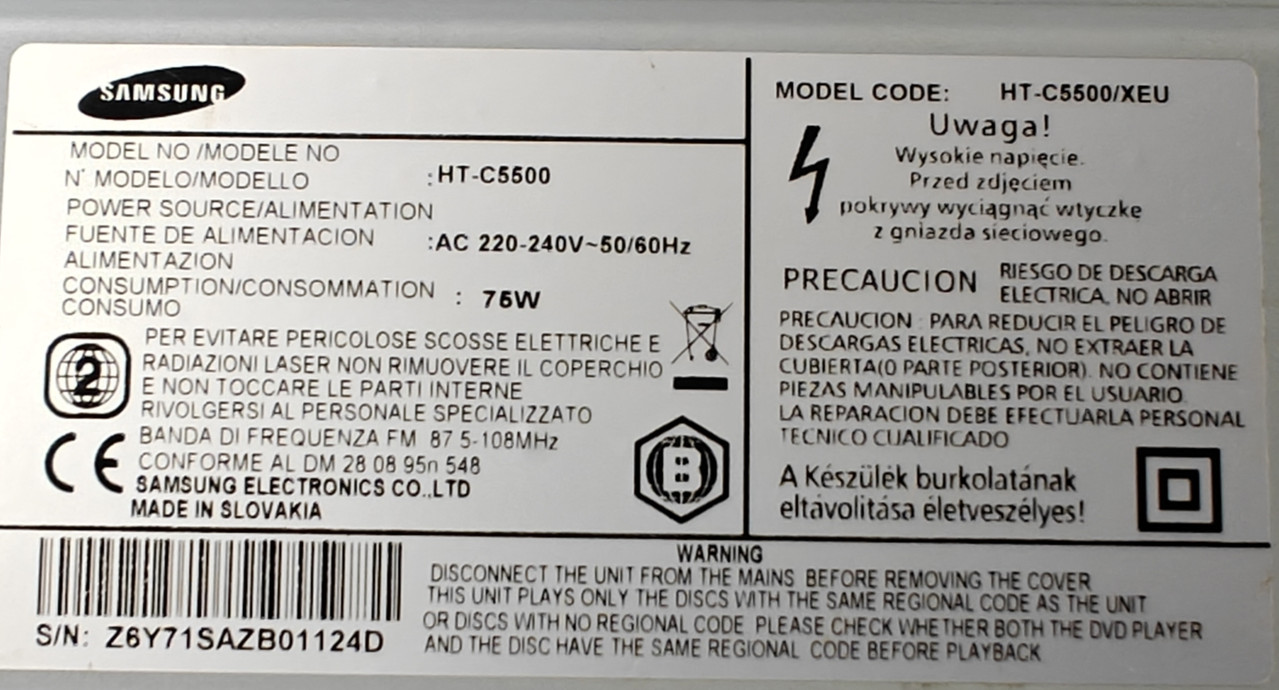 SAMSUNG
MODEL NO /MODELE NO
N° MODELO/MODELLO :HT-C5500
POWER SOURCE/ALIMENTATION
FUENTE DE ALIMENTACION :AC 220-240V~50/60Hz
ALIMENTAZION
CONSUMPTION/CONSOMMATION : 75W
CONSUMO
2
PER EVITARE PERICOLOSE SCOSSE ELETTRICHE E
RADIAZIONI LASER NON RIMUOVERE IL COPERCHIO
E NON TOCCARE LE PARTI INTERNE
RIVOLGERSI AL PERSONALE SPECIALIZZATO
CE
BANDA DI FREQUENZA FM 87 5-108MHz
CONFORME AL DM 28 08 95n 548
SAMSUNG ELECTRONICS CO.,LTD
MADE IN SLOVAKIA
B
MODEL CODE: HT-C5500/XEU
Uwaga!
Wysokie napięcie.
Przed zdjęciem
pokrywy wyciągnąć wtyczkę
z gniazda sieciowego.
PRECAUCION
RIESGO DE DESCARGA
ELECTRICA, NO ABRIR
PRECAUCION : PARA REDUCIR EL PELIGRO DE
DESCARGAS ELECTRICAS, NO EXTRAER LA
CUBIERTA(O PARTE POSTERIOR). NO CONTIENE
PIEZAS MANIPULABLES POR EL USUARIO.
LA REPARACION DEBE EFECTUARLA PERSONAL
TECNICO CUALIFICADO
A Készülék burkolatának
eltávolitása életveszélyes!
S/N: Z6Y71SAZB01124D
WARNING
DISCONNECT THE UNIT FROM THE MAINS BEFORE REMOVING THE COVER
THIS UNIT PLAYS ONLY THE DISCS WITH THE SAME REGIONAL CODE AS THE UNIT
OR DISCS WITH NO REGIONAL CODE PLEASE CHECK WHETHER BOTH THE DVD PLAYER
AND THE DISC HAVE THE SAME REGIONAL CODE BEFORE PLAYBACK